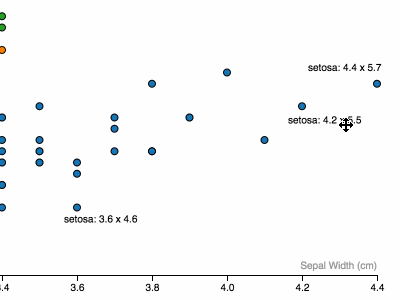 setosa: 4.4 x 5.7
setosa: 4.2 x 5.5
setosa: 3.6 x 4.6
Sepal Width (cm)
3.6 3.8 4.0 4.2 4.4